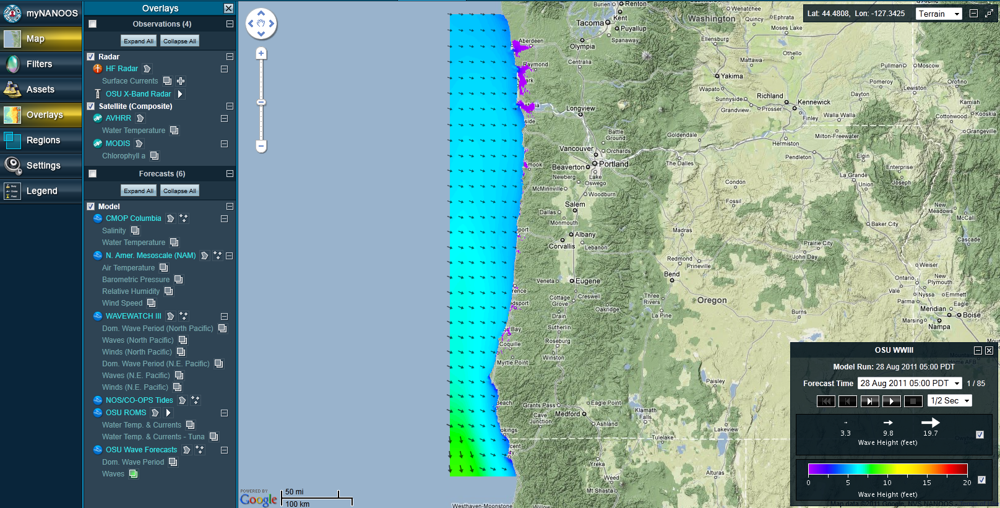 myNANOOS
Map
Filters
Assets
Overlays
Regions
Settings
Legend
Overlays
Observations (4)
Expand All Collapse All
Radar
HF Radar
Surface Currents
OSU X-Band Radar
Satellite (Composite)
AVHRR
Water Temperature
MODIS
Chlorophyll a
Forecasts (6)
Expand All Collapse All
Model
CMOP Columbia
Salinity
Water Temperature
N. Amer. Mesoscale (NAM)
Air Temperature
Barometric Pressure
Relative Humidity
Wind Speed
WAVEWATCH III
Dom. Wave Period (North Pacific)
Waves (North Pacific)
Winds (North Pacific)
Dom. Wave Period (N.E. Pacific)
Waves (N.E. Pacific)
Winds (N.E. Pacific)
NOS/CO-OPS Tides
OSU ROMS
Water Temp. & Currents
Water Temp. & Currents - Tuna
OSU Wave Forecasts
Dom. Wave Period
Waves
Lat: 44.4808, Lon: -127.3425
Terrain
Burien
Renton
Kent
Tacoma
Puyallup
Spanaway
Olympia
Aberdeen
Centralia
Raymond
Longview
Washington
Wenatchee
Quincy
Ephrata
Moses Lake
Ellensburg
Othello
Mattawa
Yakima
Wapato
Sunnyside
Grandview
Prosser
Richland
Kennewick
Finley
Walla Walla
Milton-Freewater
Pullman
Moscow
Pomeroy
Lewiston
Dayton
Orofino
Kamiah
Kooskia
Cottonwood
Grangeville
Battle
Ground
Vancouver
Orchards
Portland
Beaverton
Lake
Oswego
Newberg
McMinnville
Woodburn
Salem
Dallas
Monmouth
Albany
Corvallis
Lebanon
Goldendale
The Dalles
Hermiston
Pendleton
Elgin
La Grande
Union
Enterprise
Joseph
Condon
Fossil
Baker City
New
Meadows
McCall
Cascade
Madras
Prairie City
John Day
Redmond
Prineville
Bend
Veneta
Eugene
Cottage
Grove
Creswell
Oakridge
Drain
Sutherlin
Roseburg
Winston
Coquille
Myrtle Point
Three
Rivers
La Pine
Oregon
Burns
Weiser
Ontario
New
Plymouth
Vale
Nyssa
Emmett
Parma
Eagle
Meridian
Boise
Marsing
Nampa
Grants Pass
Eagle Point
Cave
Junction
Medford
Ashland
Klamath
Falls
Paisley
Lakeview
Tulelake
Yreka
Weed
Mt Shasta
Alturas
Westhaven-Moonstone
OSU WWIII
Model Run: 28 Aug 2011 05:00 PDT
Forecast Time 28 Aug 2011 05:00 PDT 1 / 85
1/2 Sec
3.3 9.8 19.7
Wave Height (feet)
0 5 10 15 20
Wave Height (feet)
POWERED BY
Google
50 mi
100 km